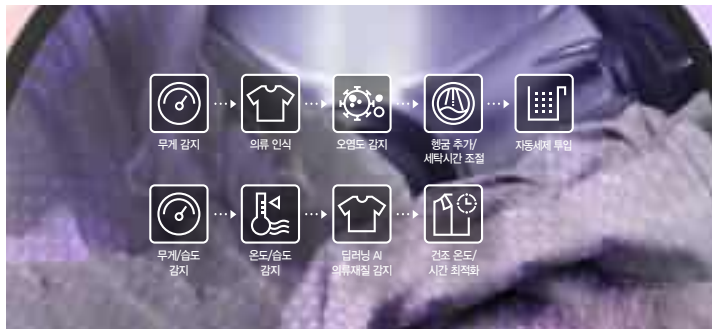 무게 감지
의류 인식
오염도 감지
헹굼 추가/
세탁시간 조절
자동세제 투입
무게/습도
감지
온도/습도
감지
딥러닝 AI
의류재질 감지
건조 온도/
시간 최적화